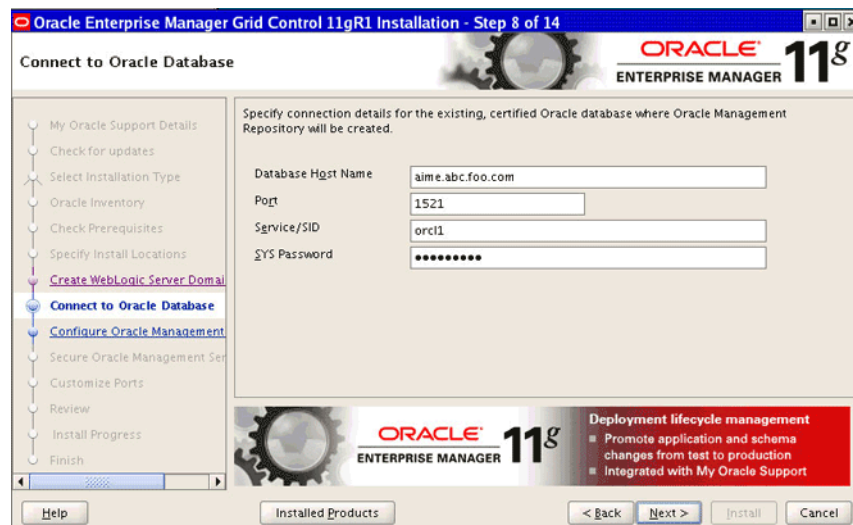 Oracle Enterprise Manager Grid Control 11gR1 Installation - Step 8 of 14
Connect to Oracle Database
ORACLE
ENTERPRISE MANAGER 11g
My Oracle Support Details
Check for updates
Select Installation Type
Oracle Inventory
Check Prerequisites
Specify Install Locations
Create WebLogic Server Domai
Connect to Oracle Database
Configure Oracle Management
Secure Oracle Management Ser
Customize Ports
Review
Install Progress
Finish
Specify connection details for the existing, certified Oracle database where Oracle Management
Repository will be created.
Database Host Name aime.abc.foo.com
Port 1521
Service/SID orcl1
SYS Password •••••••••
ORACLE
ENTERPRISE MANAGER 11g
Deployment lifecycle management
Promote application and schema
changes from test to production
Integrated with My Oracle Support
Help Installed Products < Back Next > Install Cancel